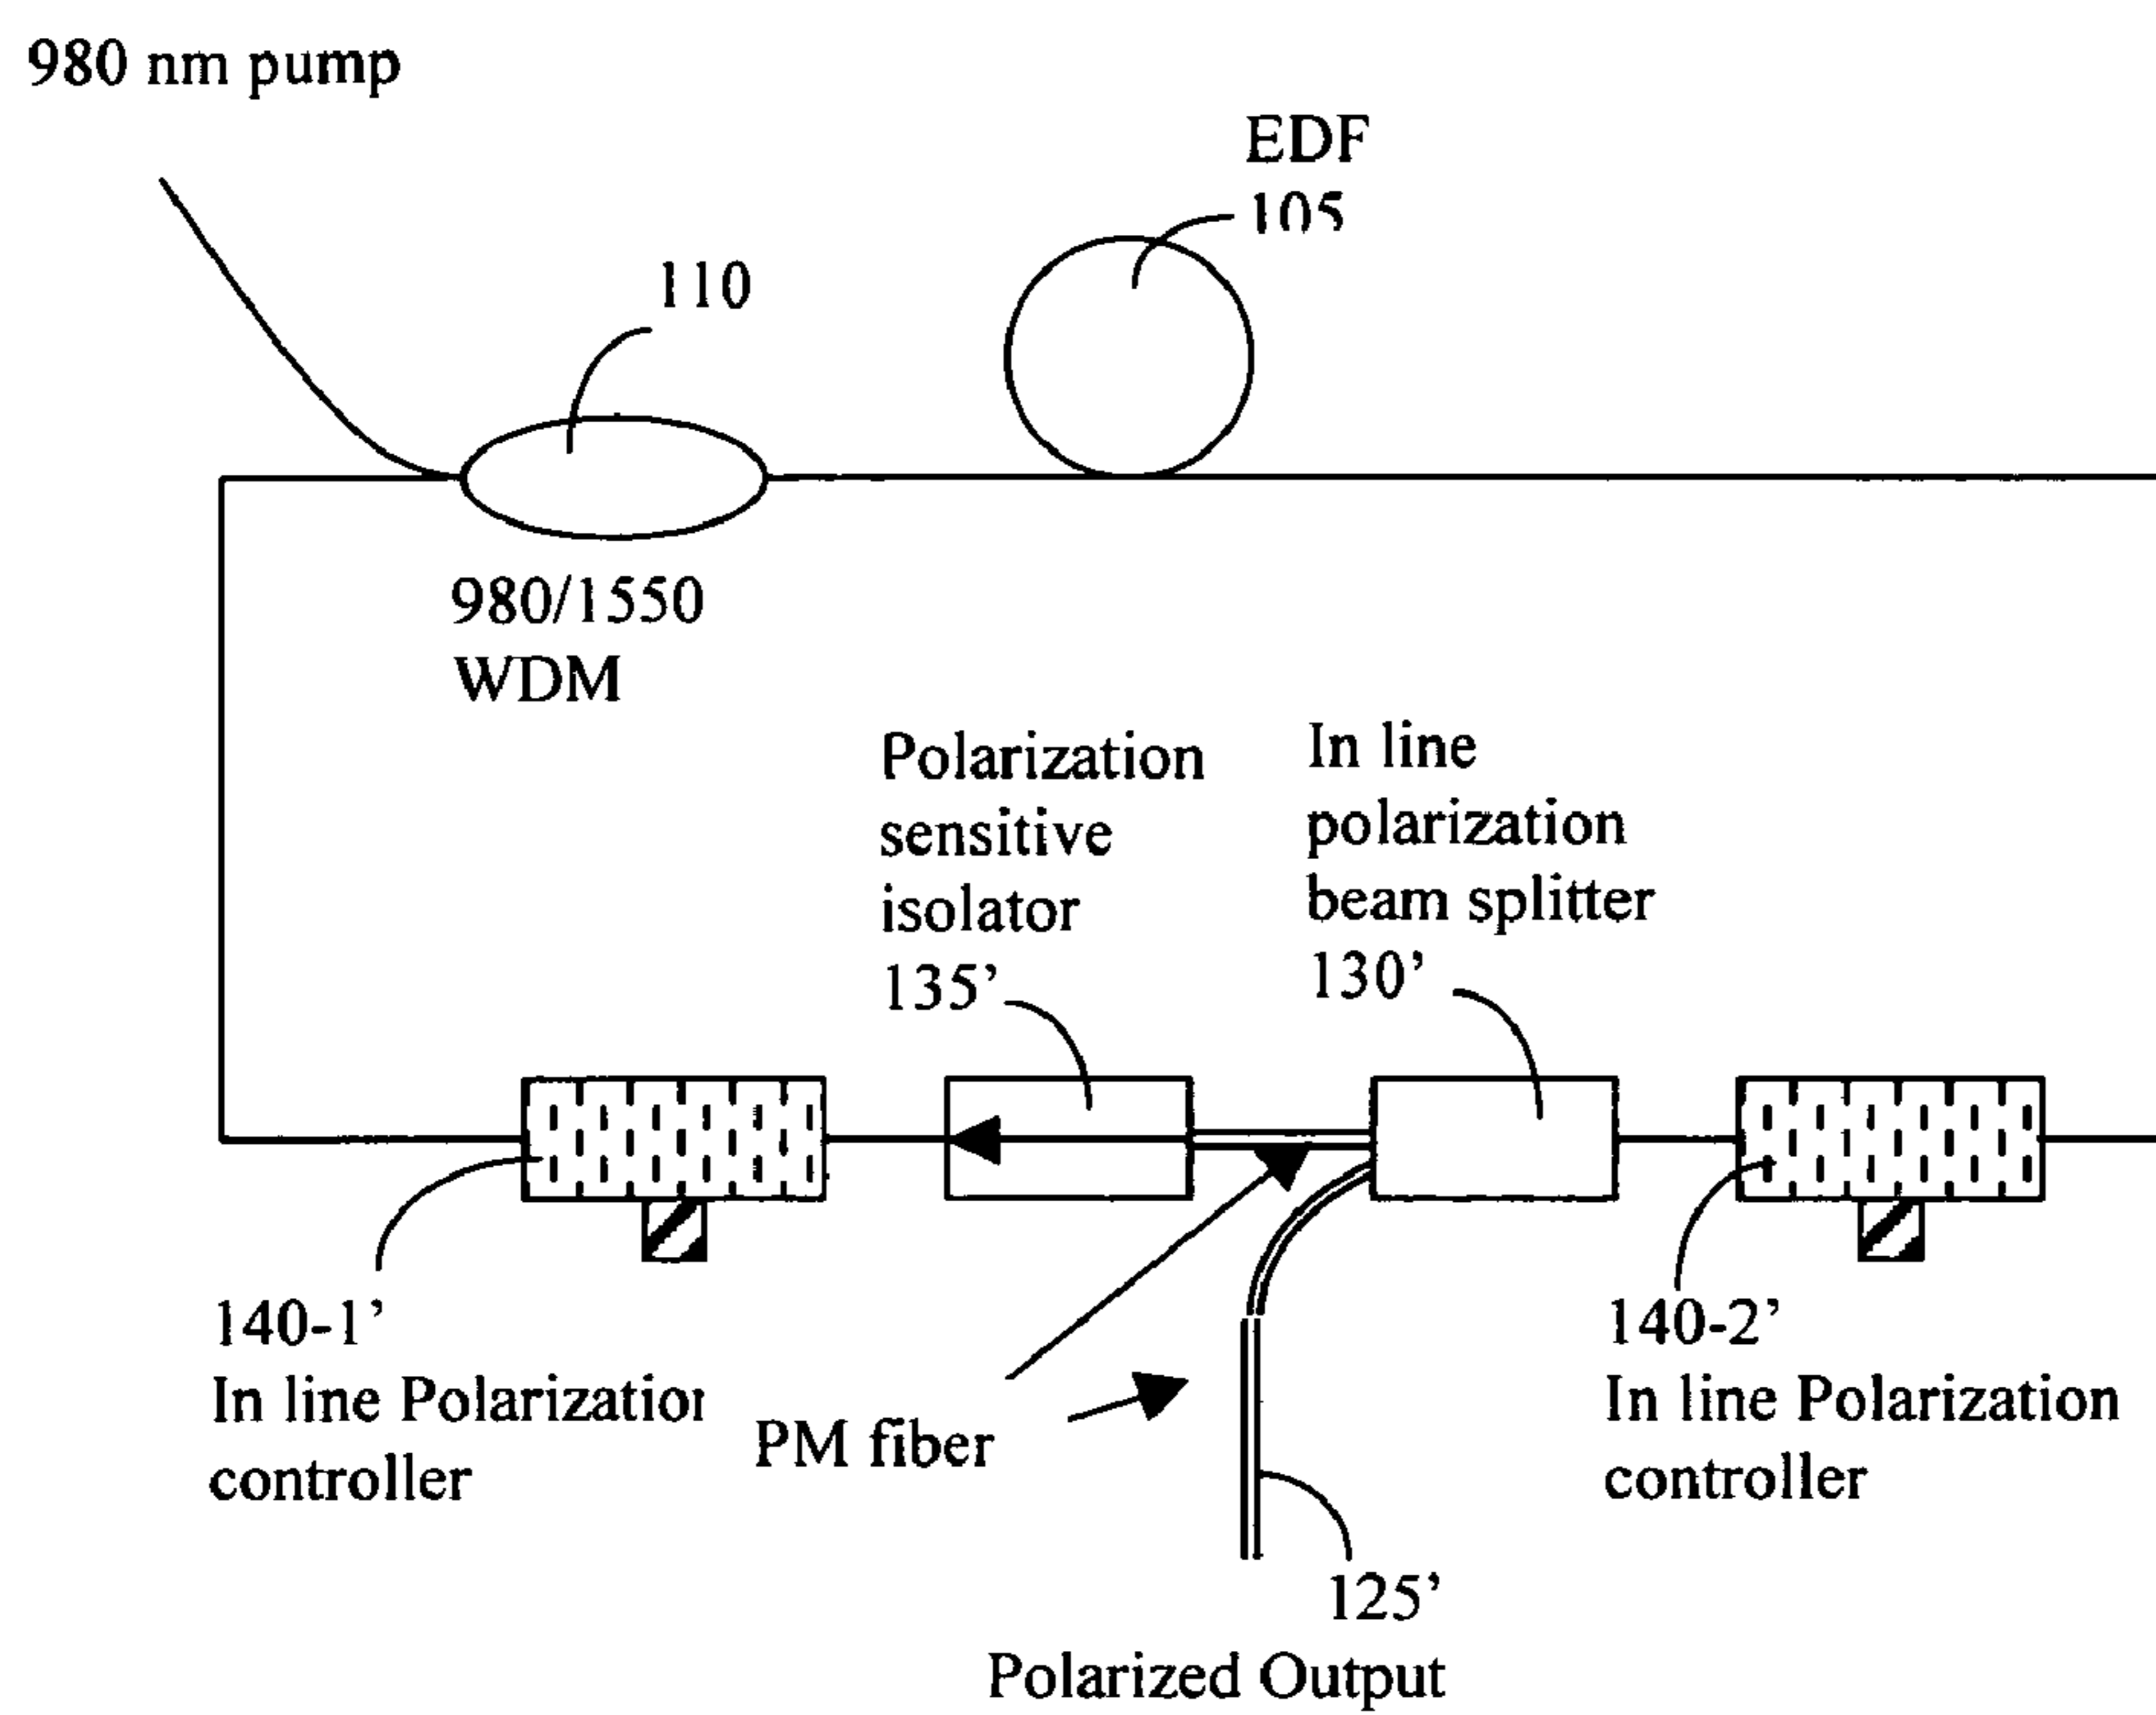 980 nm pump
EDF
105
110
980/1550
WDM
Polarization
sensitive
isolator
135’
In line
polarization
beam splitter
130’
140-1’
In line Polarization
controller
PM fiber
140-2’
In line Polarization
controller
125’
Polarized Output